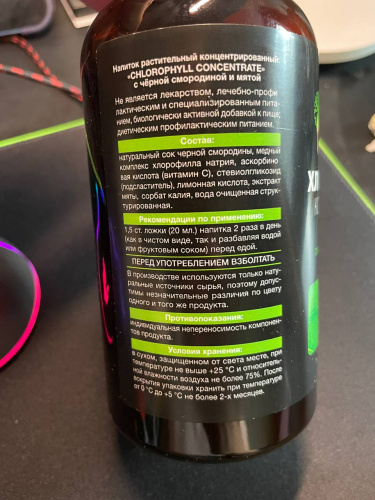 Напиток растительный концентрированный:
«CHLOROPHYLL CONCENTRATE»
с чёрной смородиной и мятой
Не является лекарством, лечебно-профи
лактическим и специализированным пита-
нием, биологически активной добавкой к пище,
диетическим профилактическим питанием.
Состав:
натуральный сок черной смородины, медный
комплекс хлорофилла натрия, аскорбино
вая кислота (витамин С), стевиолгликозид
(подсластитель), лимонная кислота, экстракт
мяты, сорбат калия, вода очищенная струк-
турированная.
Рекомендации по применению:
1,5 ст. ложки (20 мл.) напитка 2 раза в день
(как в чистом виде, так и разбавляя водой
или фруктовым соком) перед едой.
ПЕРЕД УПОТРЕБЛЕНИЕМ ВЗБОЛТАТЬ
В производстве используются только нату-
ральные источники сырья, поэтому допус-
тимы незначительные различия по цвету
одного и того же продукта.
Противопоказания:
индивидуальная непереносимость компонен-
тов продукта.
Условия хранения:
в сухом, защищенном от света месте, при
температуре не выше +25 °С и относитель-
ной влажности воздуха не более 75%. После
вскрытия упаковки хранить при температуре
от 0 °С до +5 °С не более 2-х месяцев.